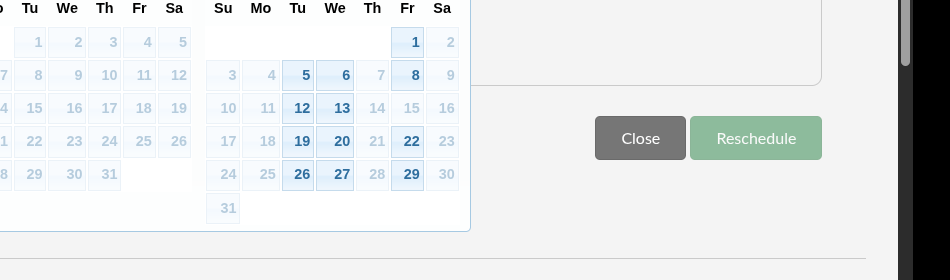 o Tu We Th Fr Sa
1 2 3 4 5
7 8 9 10 11 12
4 15 16 17 18 19
1 22 23 24 25 26
8 29 30 31
Su Mo Tu We Th Fr Sa
1 2
3 4 5 6 7 8 9
10 11 12 13 14 15 16
17 18 19 20 21 22 23
24 25 26 27 28 29 30
31
Close Reschedule